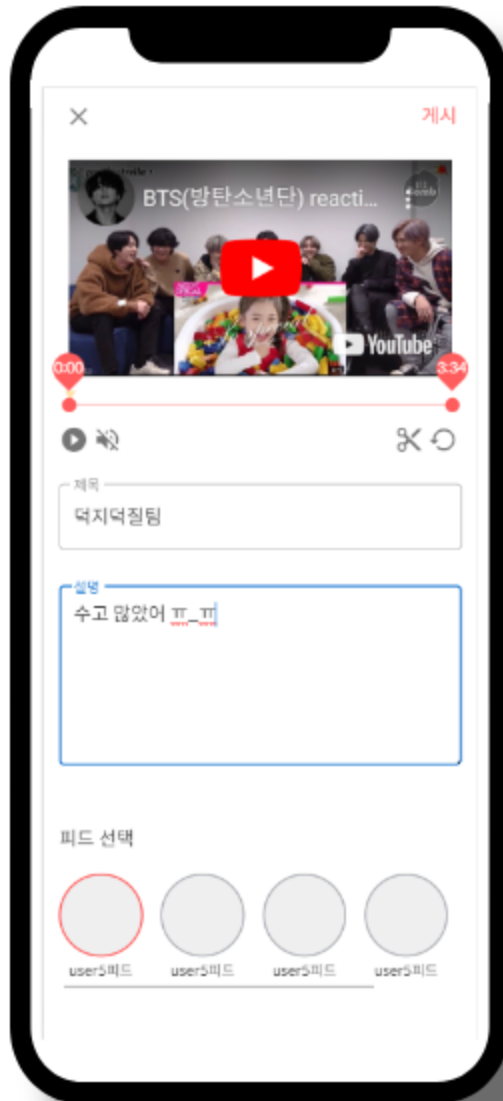 게시
BTS(방탄소년단) reacti...
YouTube
0:00
3:34
제목
덕지덕질팀
설명
수고 많았어 ㅠ_ㅠ
피드 선택
user5피드 user5피드 user5피드 user5피드